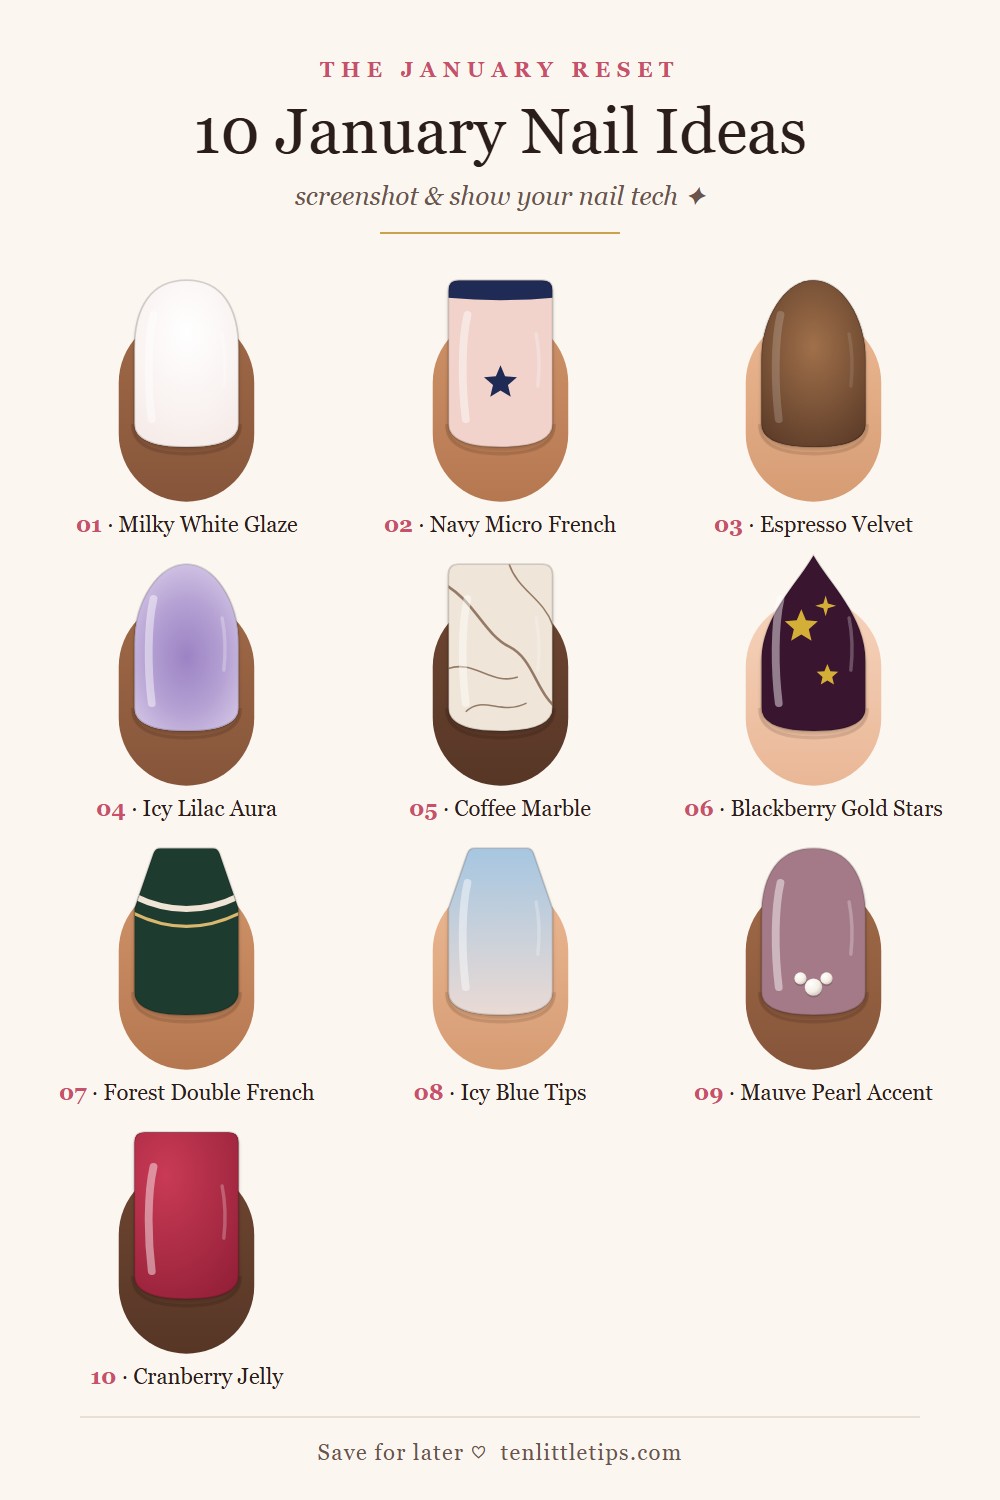 THE JANUARY RESET
10 January Nail Ideas
screenshot & show your nail tech ✦
01 · Milky White Glaze
02 · Navy Micro French
03 · Espresso Velvet
04 · Icy Lilac Aura
05 · Coffee Marble
06 · Blackberry Gold Stars
07 · Forest Double French
08 · Icy Blue Tips
09 · Mauve Pearl Accent
10 · Cranberry Jelly
Save for later ♡ tenlittletips.com